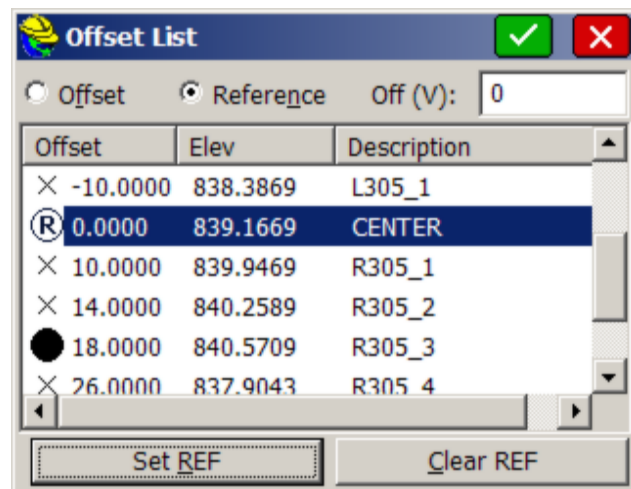 Offset List
Offset Reference Off (V): 0
Offset Elev Description
-10.0000 838.3869 L305_1
R 0.0000 839.1669 CENTER
10.0000 839.9469 R305_1
14.0000 840.2589 R305_2
18.0000 840.5709 R305_3
26.0000 837.9043 R305_4
Set REF Clear REF